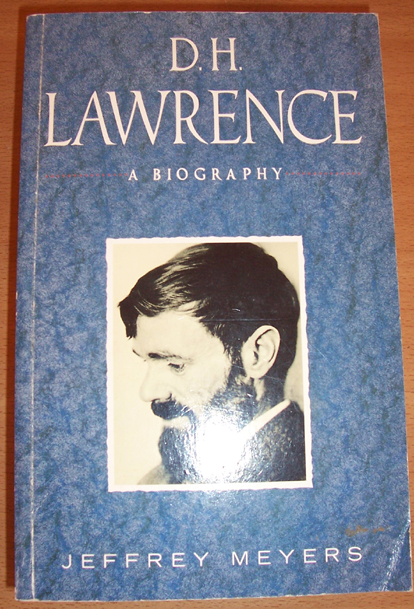 D.H.
LAWRENCE
A BIOGRAPHY
JEFFREY MEYERS